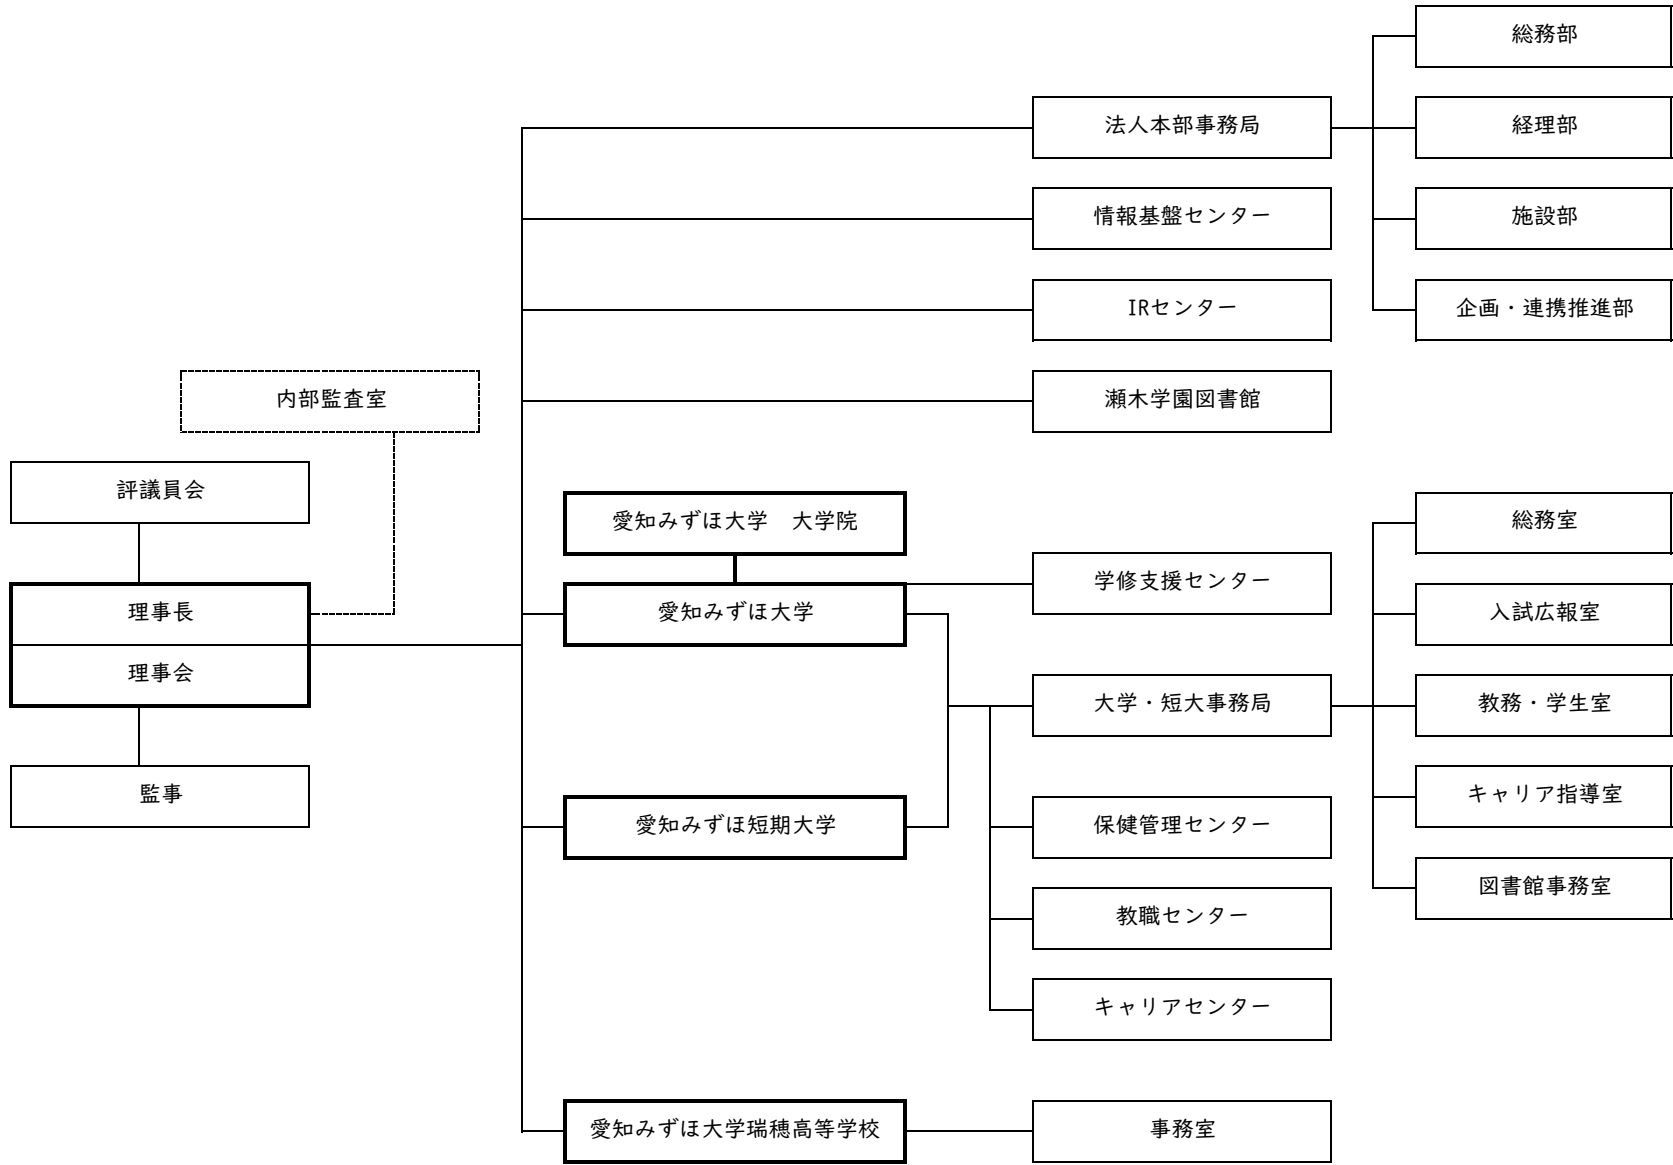 総務部
法人本部事務局
経理部
情報基盤センター
施設部
IRセンター
企画・連携推進部
内部監査室
瀬木学園図書館
評議員会
愛知みずほ大学　大学院
総務室
学修支援センター
理事長
愛知みずほ大学
入試広報室
理事会
大学・短大事務局
教務・学生室
監事
愛知みずほ短期大学
保健管理センター
キャリア指導室
図書館事務室
教職センター
キャリアセンター
愛知みずほ大学瑞穂高等学校
事務室